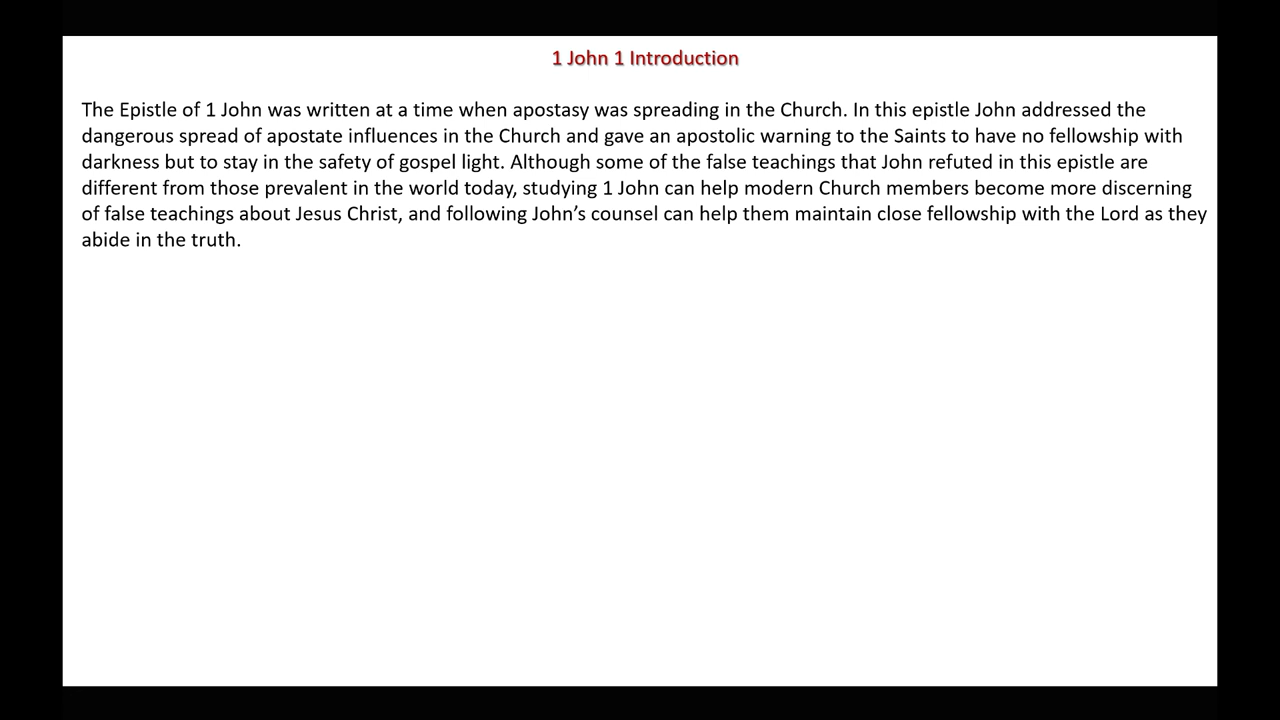 1 John 1 Introduction
The Epistle of 1 John was written at a time when apostasy was spreading in the Church. In this epistle John addressed the
dangerous spread of apostate influences in the Church and gave an apostolic warning to the Saints to have no fellowship with
darkness but to stay in the safety of gospel light. Although some of the false teachings that John refuted in this epistle are
different from those prevalent in the world today, studying 1 John can help modern Church members become more discerning
of false teachings about Jesus Christ, and following John’s counsel can help them maintain close fellowship with the Lord as they
abide in the truth.